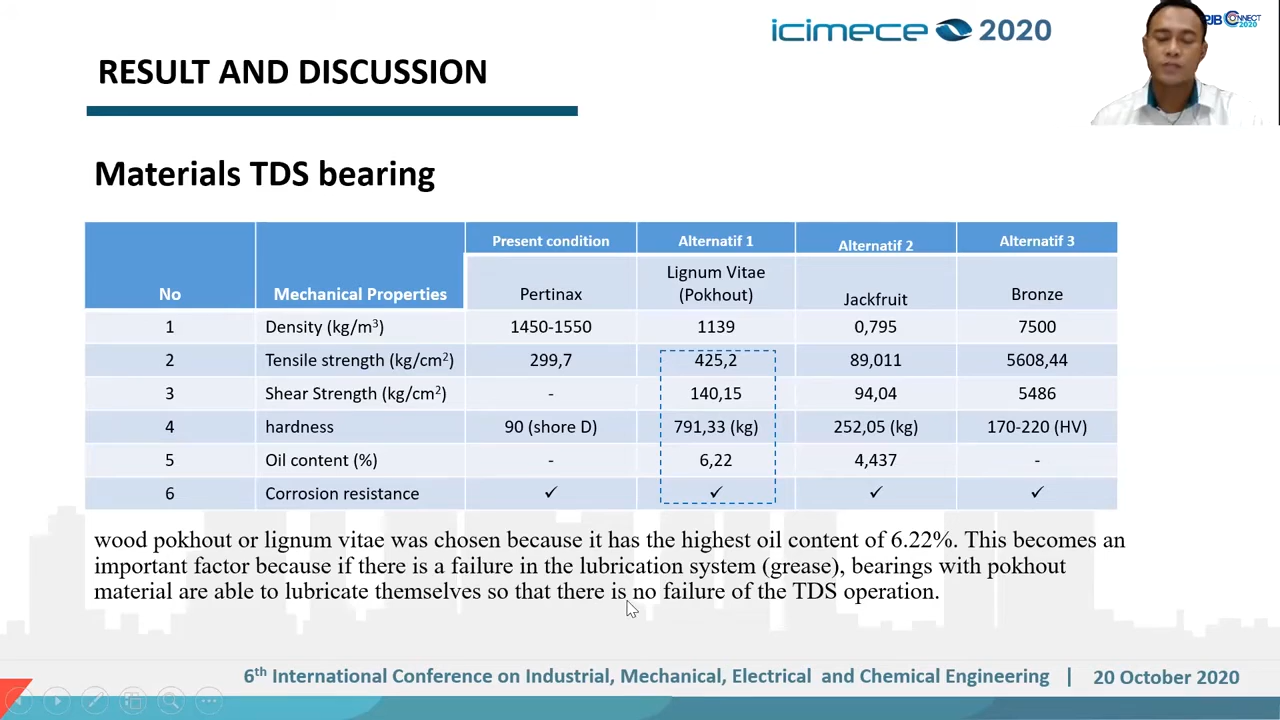 icimece 2020
CONNECT
2020
RESULT AND DISCUSSION
Materials TDS bearing
No Mechanical Properties Present condition Alternatif 1 Alternatif 2 Alternatif 3
Pertinax Lignum Vitae (Pokhout) Jackfruit Bronze
1 Density (kg/m³) 1450-1550 1139 0,795 7500
2 Tensile strength (kg/cm²) 299,7 425,2 89,011 5608,44
3 Shear Strength (kg/cm²) - 140,15 94,04 5486
4 hardness 90 (shore D) 791,33 (kg) 252,05 (kg) 170-220 (HV)
5 Oil content (%) - 6,22 4,437 -
6 Corrosion resistance ✓ ✓ ✓ ✓
wood pokhout or lignum vitae was chosen because it has the highest oil content of 6.22%. This becomes an
important factor because if there is a failure in the lubrication system (grease), bearings with pokhout
material are able to lubricate themselves so that there is no failure of the TDS operation.
6th International Conference on Industrial, Mechanical, Electrical and Chemical Engineering | 20 October 2020